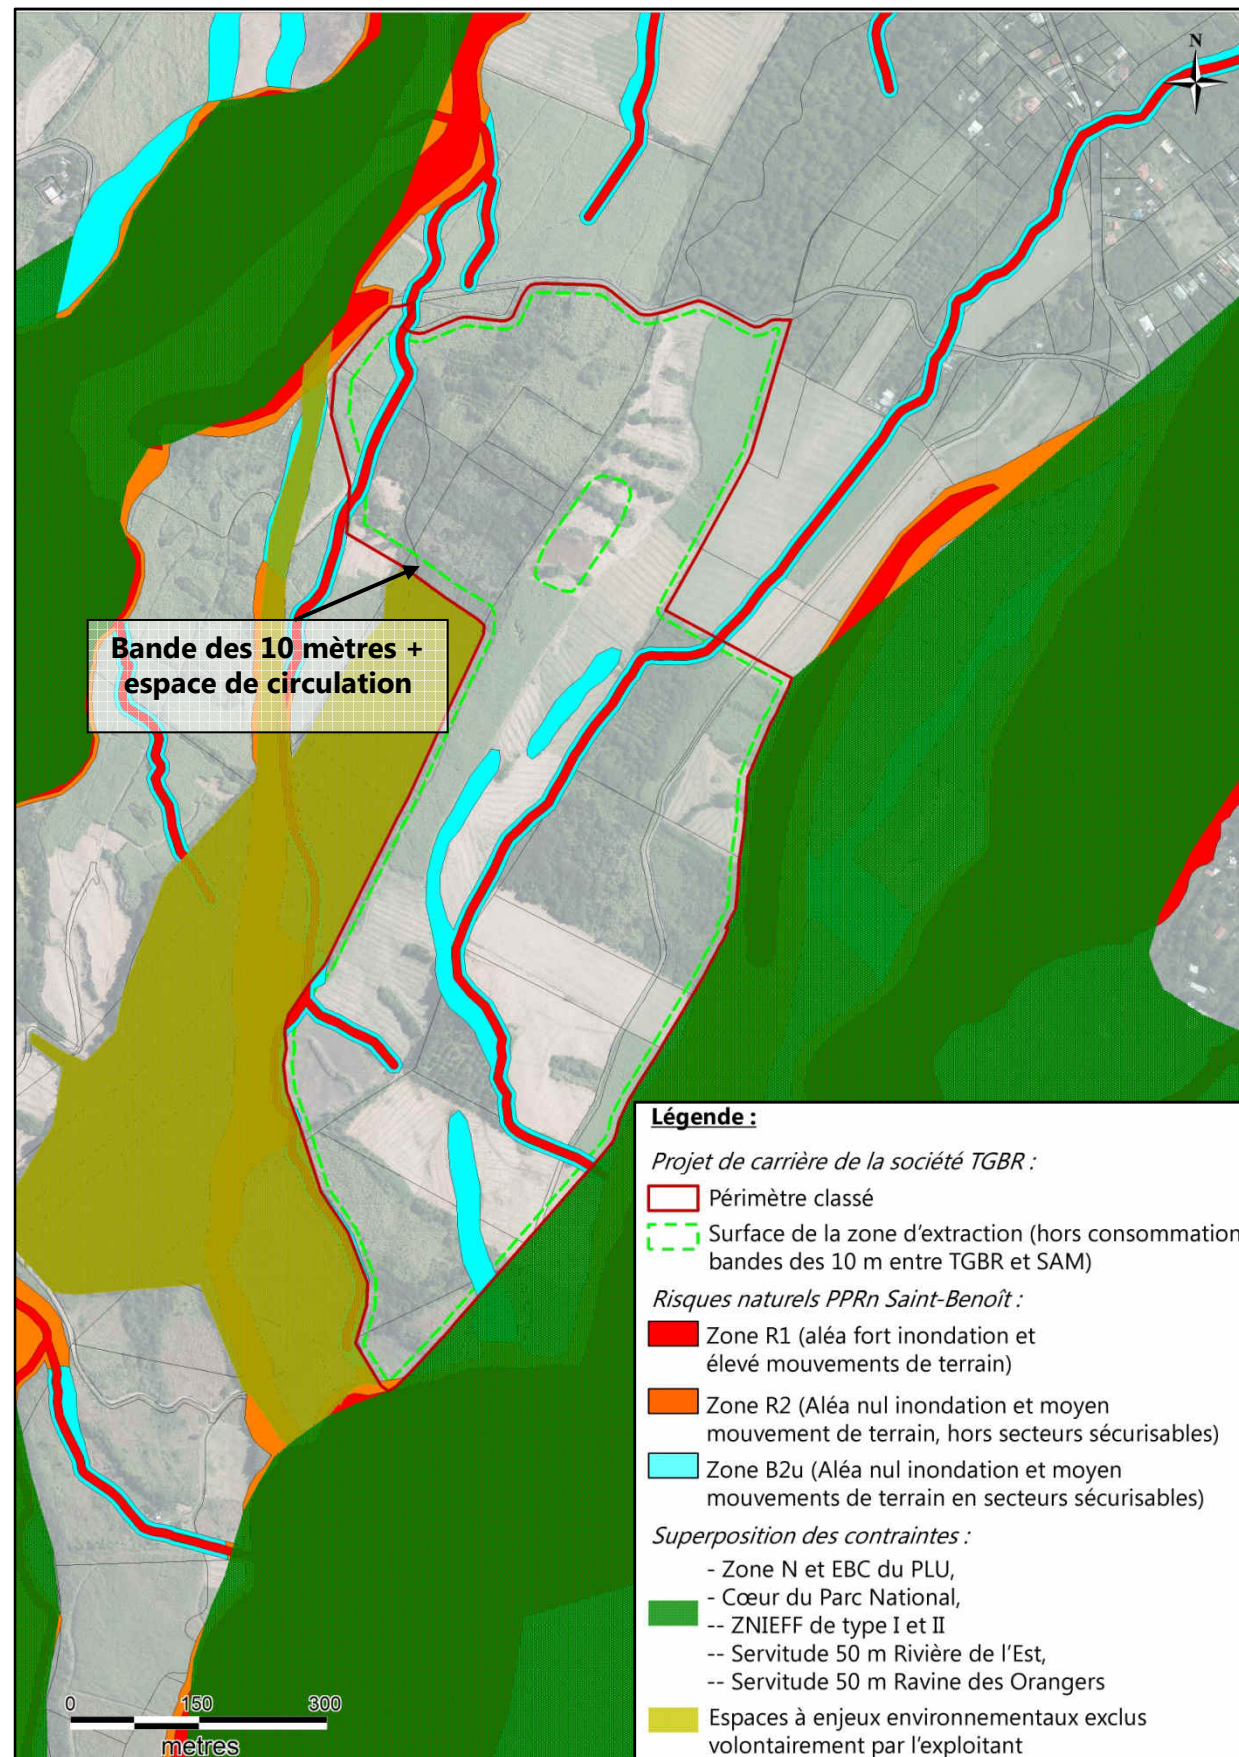 N
Bande des 10 mètres +
espace de circulation
Légende :
Projet de carrière de la société TGBR :
Périmètre classé
Surface de la zone d'extraction (hors consommation
bandes des 10 m entre TGBR et SAM)
Risques naturels PPRn Saint-Benoît :
Zone R1 (aléa fort inondation et
élevé mouvements de terrain)
Zone R2 (Aléa nul inondation et moyen
mouvement de terrain, hors secteurs sécurisables)
Zone B2u (Aléa nul inondation et moyen
mouvements de terrain en secteurs sécurisables)
Superposition des contraintes :
- Zone N et EBC du PLU,
- Cœur du Parc National,
-- ZNIEFF de type I et II
-- Servitude 50 m Rivière de l'Est,
-- Servitude 50 m Ravine des Orangers
Espaces à enjeux environnementaux exclus
volontairement par l'exploitant
0 150 300
metres